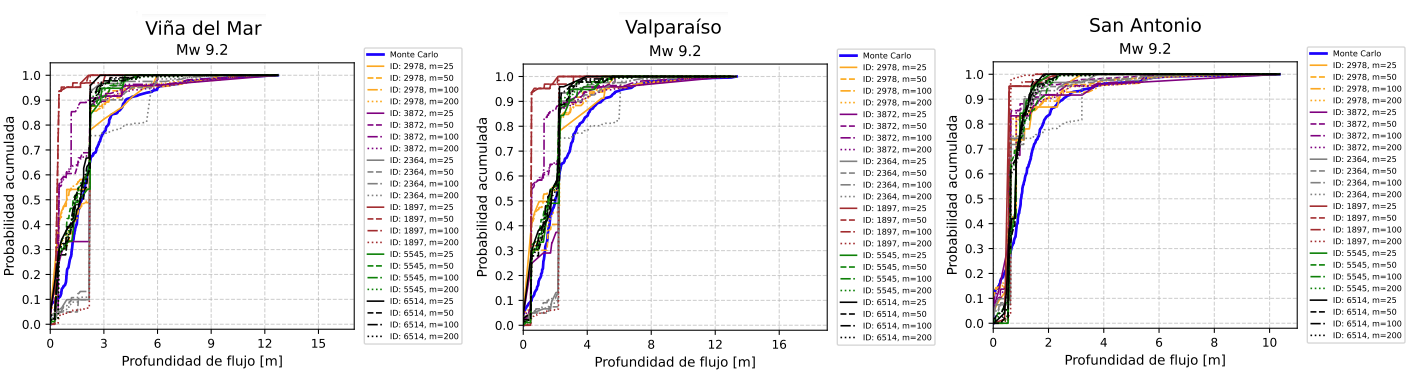 Viña del Mar
Mw 9.2
Probabilidad acumulada
1.0
0.9
0.8
0.7
0.6
0.5
0.4
0.3
0.2
0.1
0.0
0 3 6 9 12 15
Profundidad de flujo [m]
Monte Carlo
ID: 2978, m=25
ID: 2978, m=50
ID: 2978, m=100
ID: 2978, m=200
ID: 3872, m=25
ID: 3872, m=50
ID: 3872, m=100
ID: 3872, m=200
ID: 2364, m=25
ID: 2364, m=50
ID: 2364, m=100
ID: 2364, m=200
ID: 1897, m=25
ID: 1897, m=50
ID: 1897, m=100
ID: 1897, m=200
ID: 5545, m=25
ID: 5545, m=50
ID: 5545, m=100
ID: 5545, m=200
ID: 6514, m=25
ID: 6514, m=50
ID: 6514, m=100
ID: 6514, m=200
Valparaíso
Mw 9.2
Probabilidad acumulada
1.0
0.9
0.8
0.7
0.6
0.5
0.4
0.3
0.2
0.1
0.0
0 4 8 12 16
Profundidad de flujo [m]
Monte Carlo
ID: 2978, m=25
ID: 2978, m=50
ID: 2978, m=100
ID: 2978, m=200
ID: 3872, m=25
ID: 3872, m=50
ID: 3872, m=100
ID: 3872, m=200
ID: 2364, m=25
ID: 2364, m=50
ID: 2364, m=100
ID: 2364, m=200
ID: 1897, m=25
ID: 1897, m=50
ID: 1897, m=100
ID: 1897, m=200
ID: 5545, m=25
ID: 5545, m=50
ID: 5545, m=100
ID: 5545, m=200
ID: 6514, m=25
ID: 6514, m=50
ID: 6514, m=100
ID: 6514, m=200
San Antonio
Mw 9.2
Probabilidad acumulada
1.0
0.9
0.8
0.7
0.6
0.5
0.4
0.3
0.2
0.1
0.0
0 2 4 6 8 10
Profundidad de flujo [m]
Monte Carlo
ID: 2978, m=25
ID: 2978, m=50
ID: 2978, m=100
ID: 2978, m=200
ID: 3872, m=25
ID: 3872, m=50
ID: 3872, m=100
ID: 3872, m=200
ID: 2364, m=25
ID: 2364, m=50
ID: 2364, m=100
ID: 2364, m=200
ID: 1897, m=25
ID: 1897, m=50
ID: 1897, m=100
ID: 1897, m=200
ID: 5545, m=25
ID: 5545, m=50
ID: 5545, m=100
ID: 5545, m=200
ID: 6514, m=25
ID: 6514, m=50
ID: 6514, m=100
ID: 6514, m=200